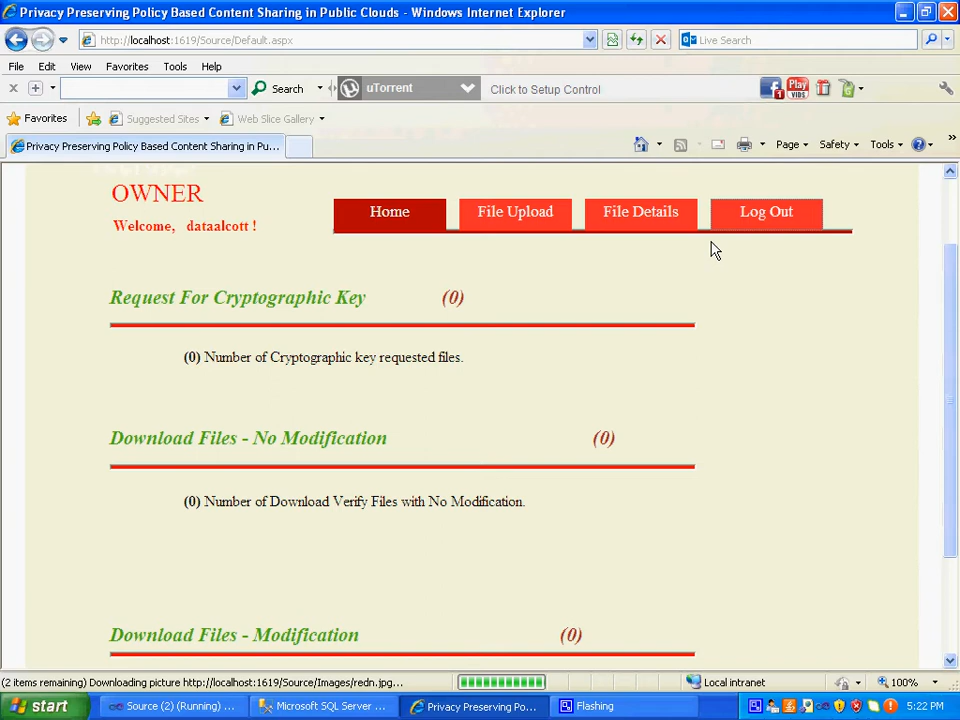 Privacy Preserving Policy Based Content Sharing in Public Clouds - Windows Internet Explorer
http://localhost:1619/Source/Default.aspx
Live Search
File Edit View Favorites Tools Help
Search
uTorrent
Click to Setup Control
Play VIDS
Favorites
Suggested Sites
Web Slice Gallery
Privacy Preserving Policy Based Content Sharing in Pu...
Page
Safety
Tools
OWNER
Welcome, dataalcott !
Home
File Upload
File Details
Log Out
Request For Cryptographic Key (0)
(0) Number of Cryptographic key requested files.
Download Files - No Modification (0)
(0) Number of Download Verify Files with No Modification.
Download Files - Modification (0)
(2 items remaining) Downloading picture http://localhost:1619/Source/Images/redn.jpg...
Local intranet
100%
start
Source (2) (Running) ...
Microsoft SQL Server ...
Privacy Preserving Po...
Flashing
5:22 PM